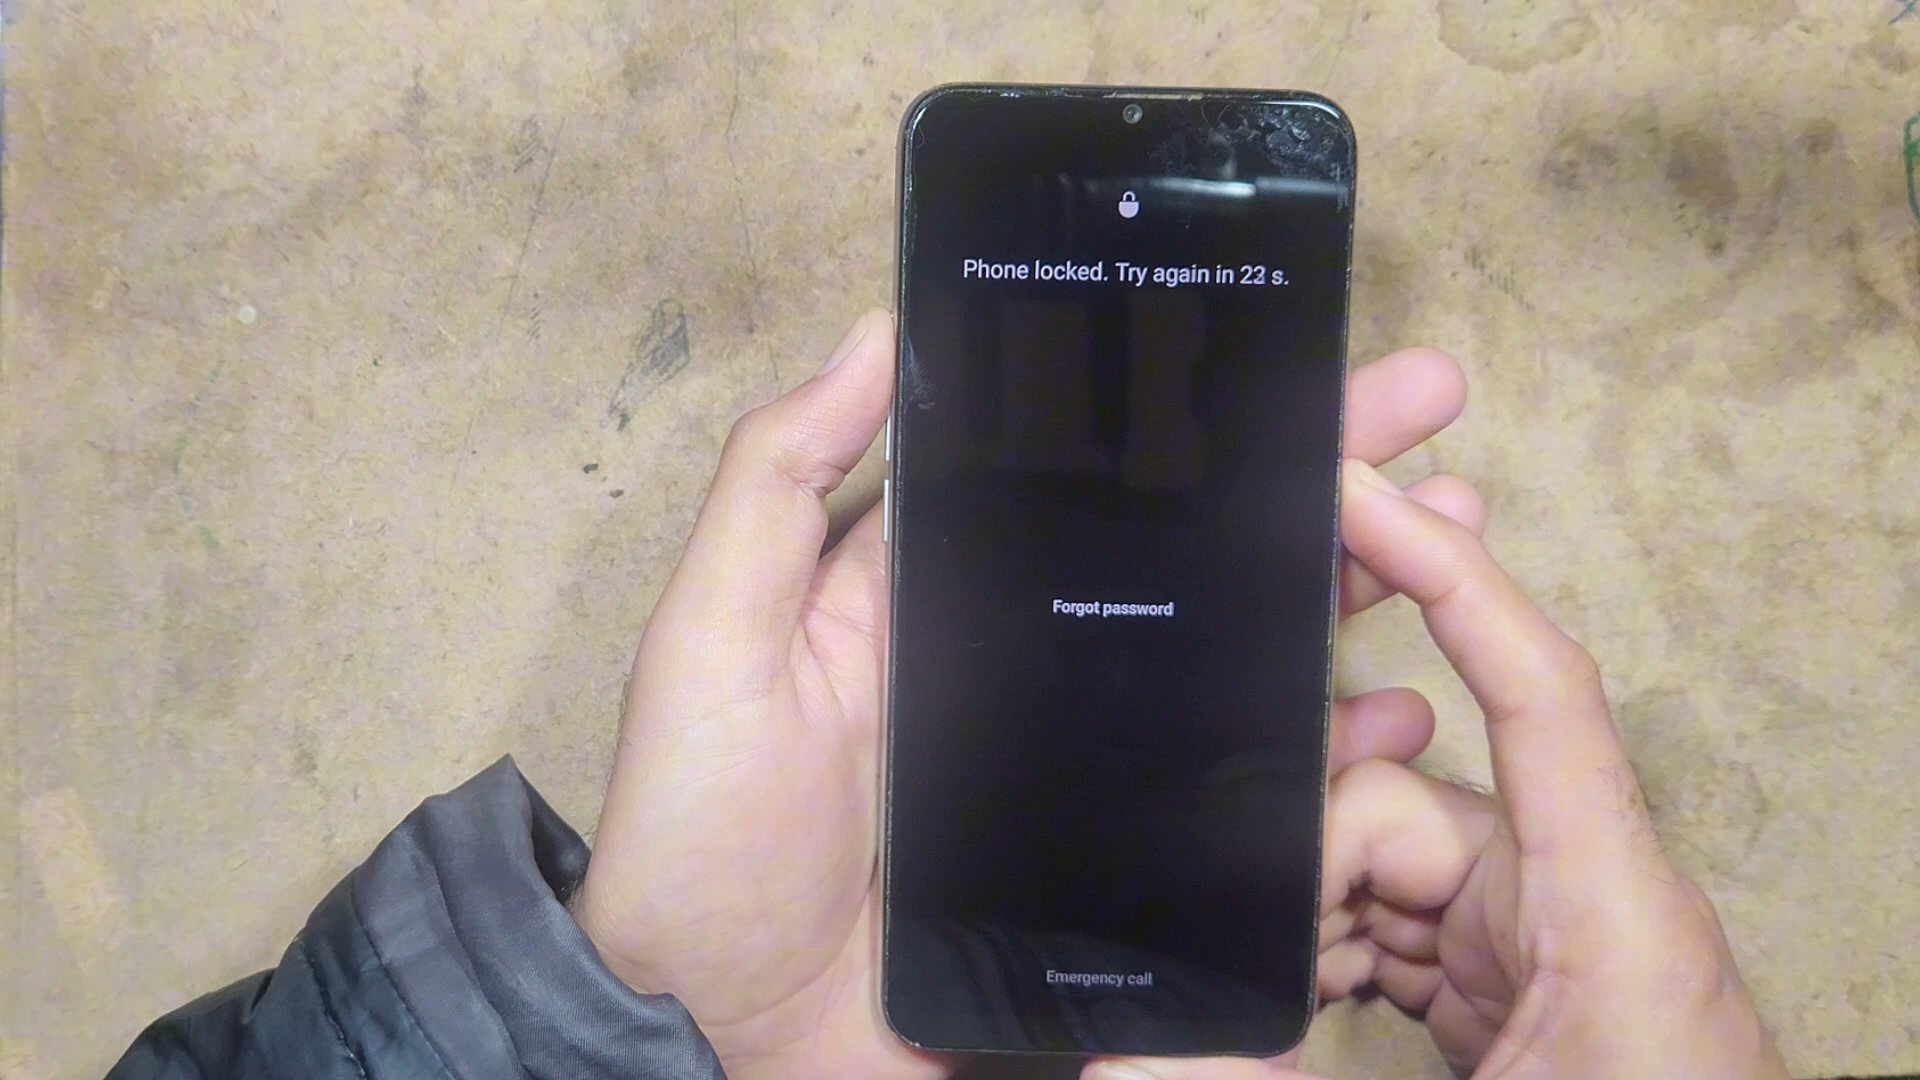 Phone locked. Try again in 22 s.
Forgot password
Emergency call